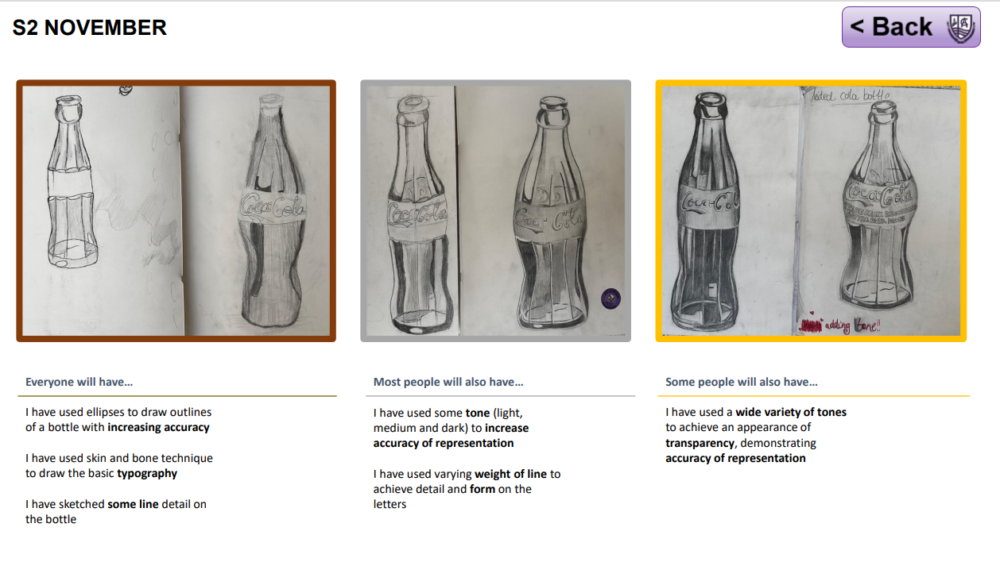 S2 NOVEMBER
< Back
Coca-Cola
Coca-Cola
Coca-Cola
Coca-Cola
Coca-Cola
cola bottle
adding tone!!
Everyone will have...
I have used ellipses to draw outlines
of a bottle with increasing accuracy
I have used skin and bone technique
to draw the basic typography
I have sketched some line detail on
the bottle
Most people will also have...
I have used some tone (light,
medium and dark) to increase
accuracy of representation
I have used varying weight of line to
achieve detail and form on the
letters
Some people will also have...
I have used a wide variety of tones
to achieve an appearance of
transparency, demonstrating
accuracy of representation